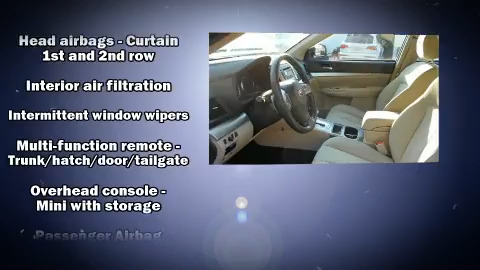 Head airbags - Curtain
1st and 2nd row
Interior air filtration
Intermittent window wipers
Multi-function remote -
Trunk/hatch/door/tailgate
Overhead console -
Mini with storage
Passenger Airbag